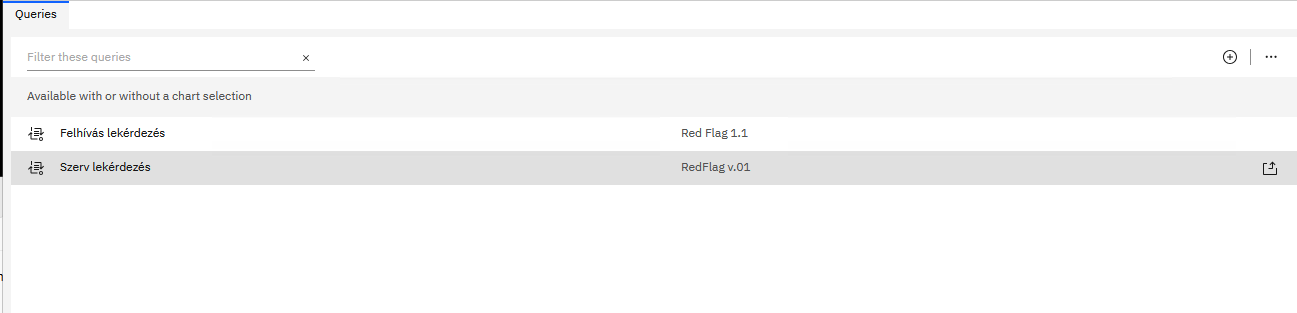 Queries
Filter these queries
Available with or without a chart selection
Felhívás lekérdezés Red Flag 1.1
Szerv lekérdezés RedFlag v.01